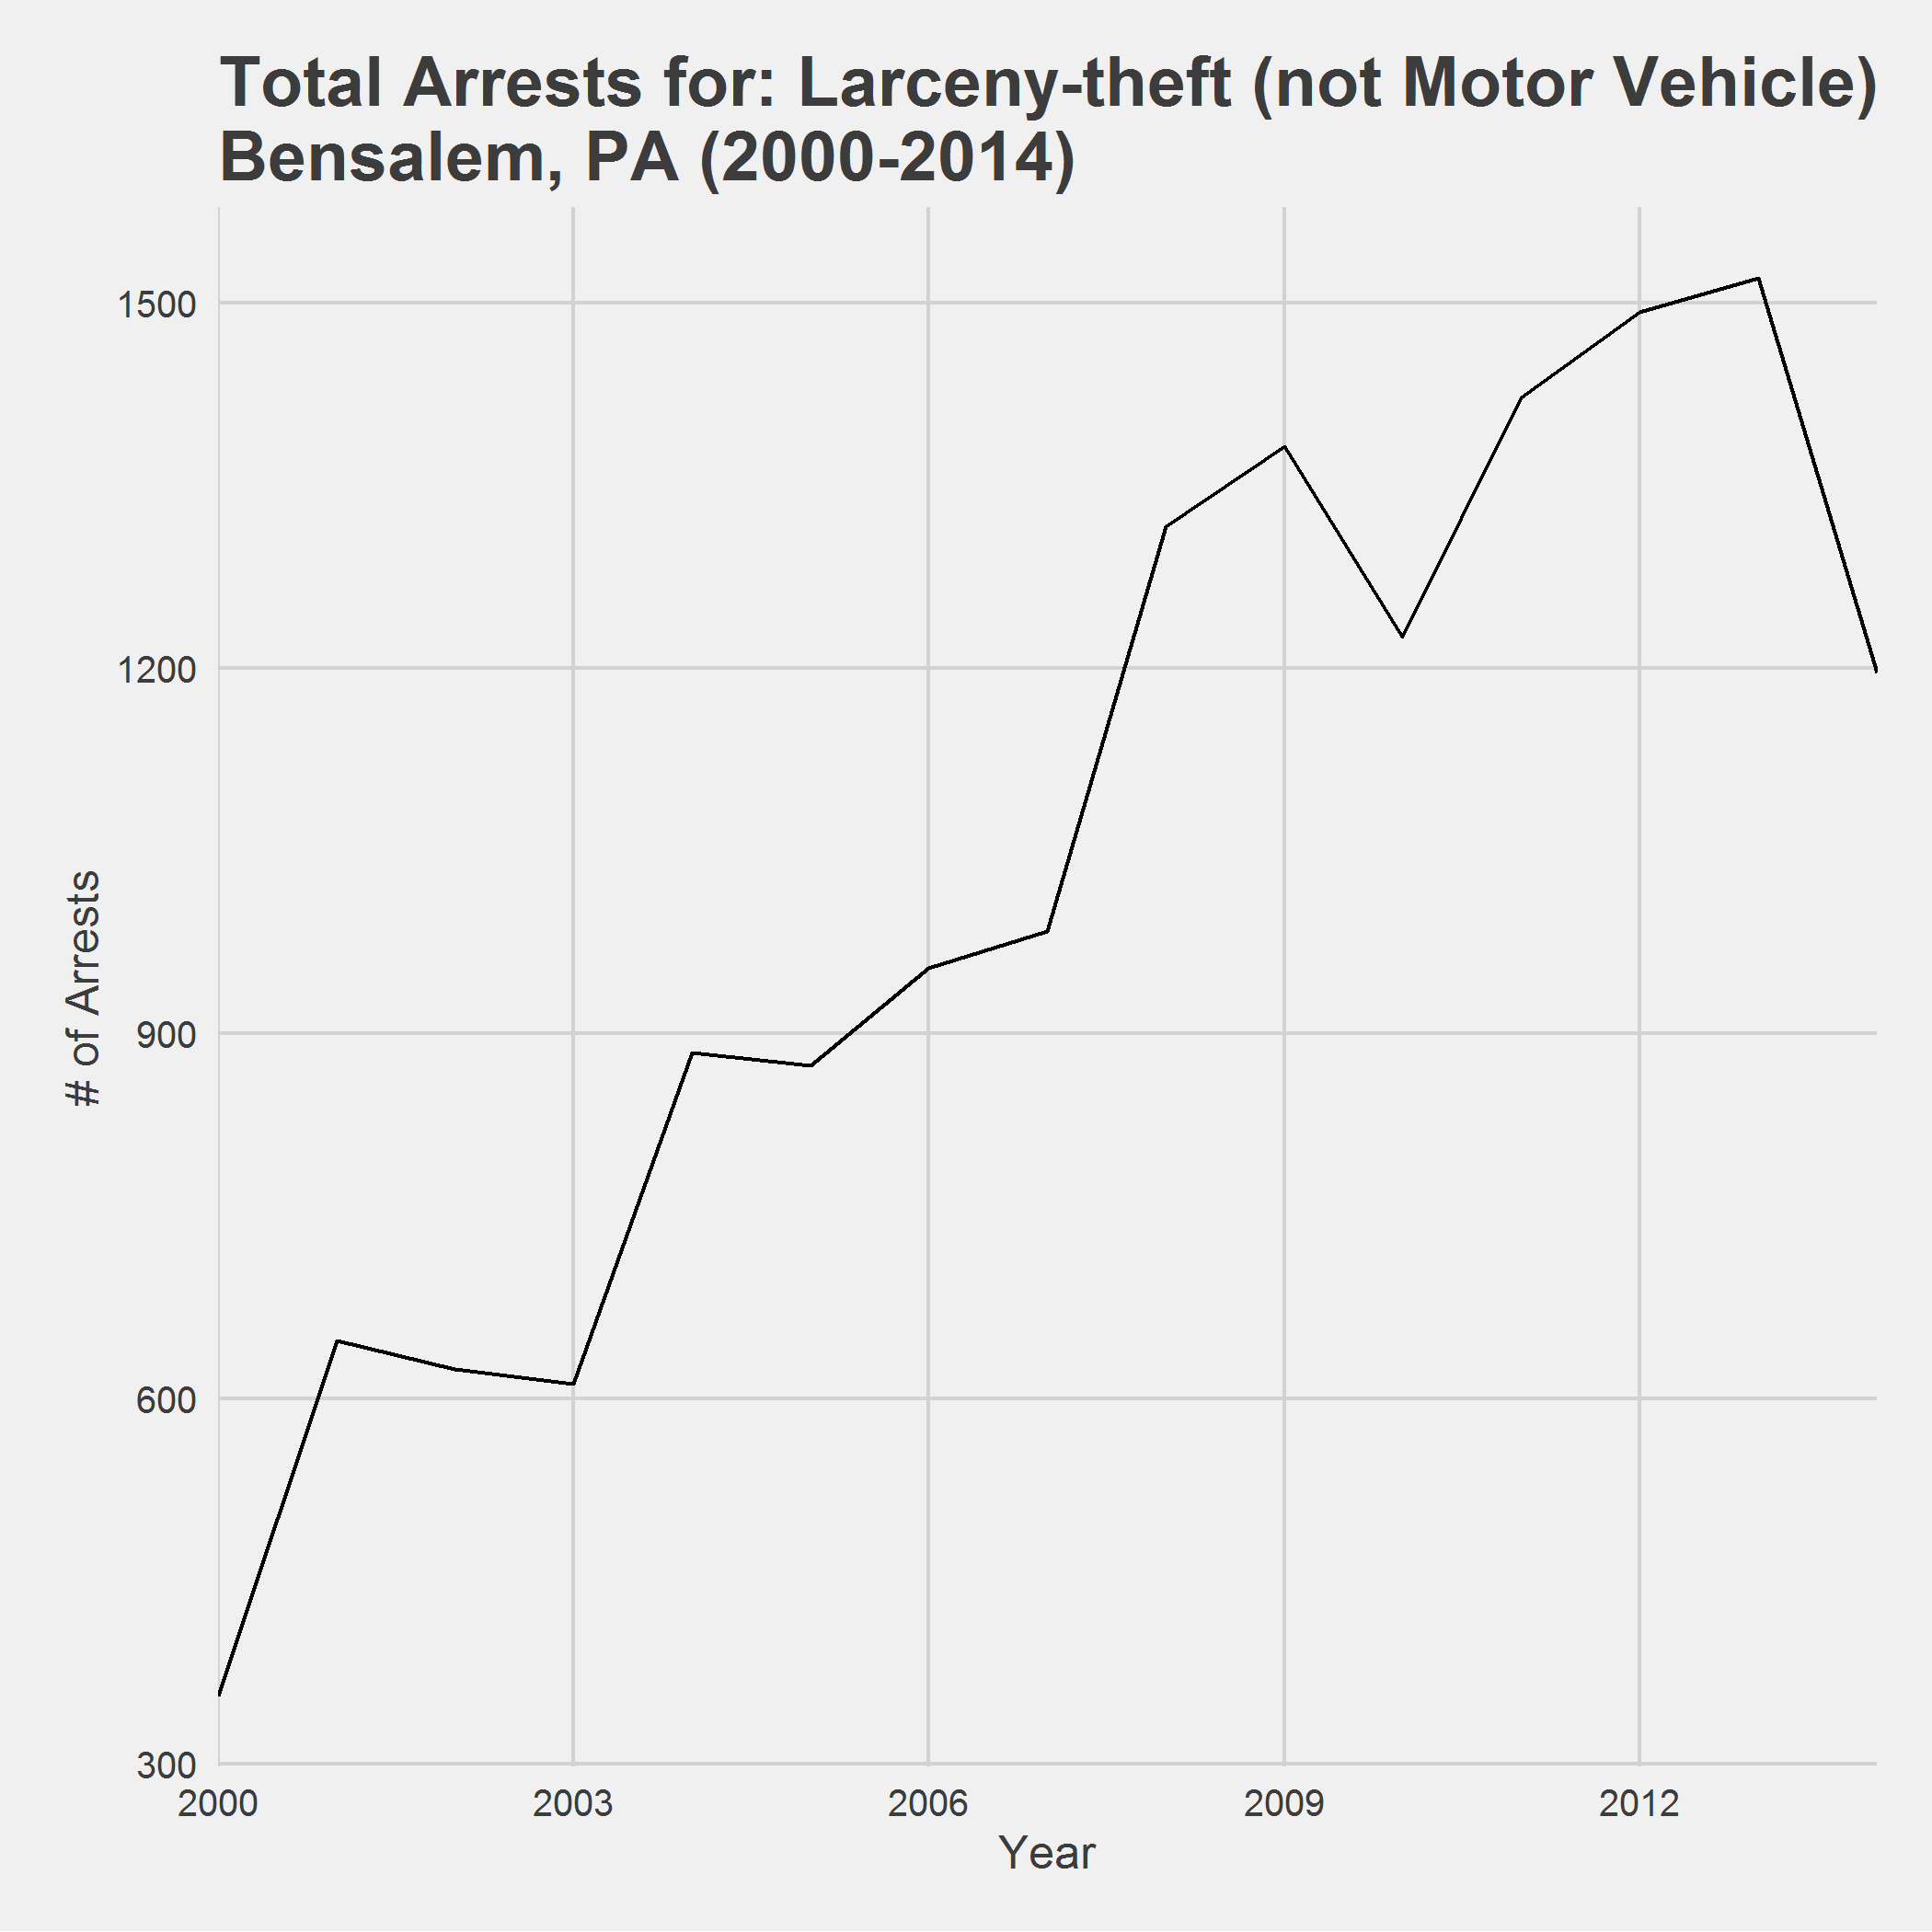 Total Arrests for: Larceny-theft (not Motor Vehicle)
Bensalem, PA (2000-2014)
1500
1200
900
600
300
# of Arrests
2000 2003 2006 2009 2012
Year